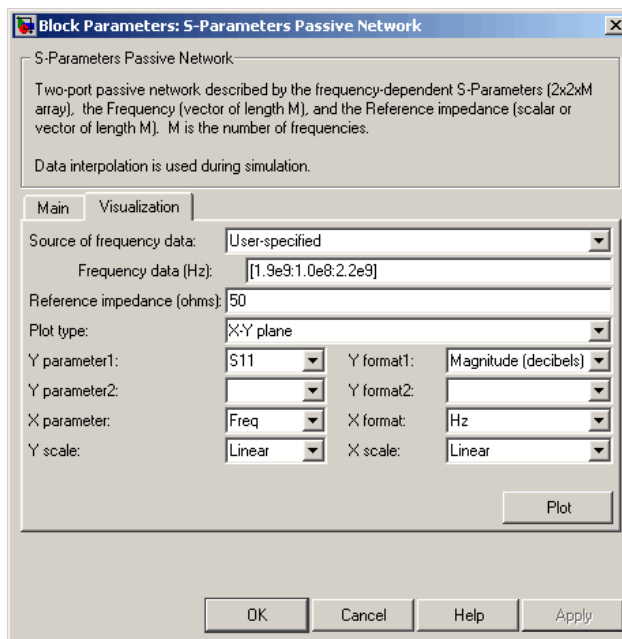 Block Parameters: S-Parameters Passive Network
S-Parameters Passive Network
Two-port passive network described by the frequency-dependent S-Parameters (2x2xM
array), the Frequency (vector of length M), and the Reference impedance (scalar or
vector of length M). M is the number of frequencies.
Data interpolation is used during simulation.
Main Visualization
Source of frequency data: User-specified
Frequency data (Hz): [1.9e9:1.0e8:2.2e9]
Reference impedance (ohms): 50
Plot type: X-Y plane
Y parameter1: S11 Y format1: Magnitude (decibels)
Y parameter2: Y format2:
X parameter: Freq X format: Hz
Y scale: Linear X scale: Linear
Plot
OK Cancel Help Apply